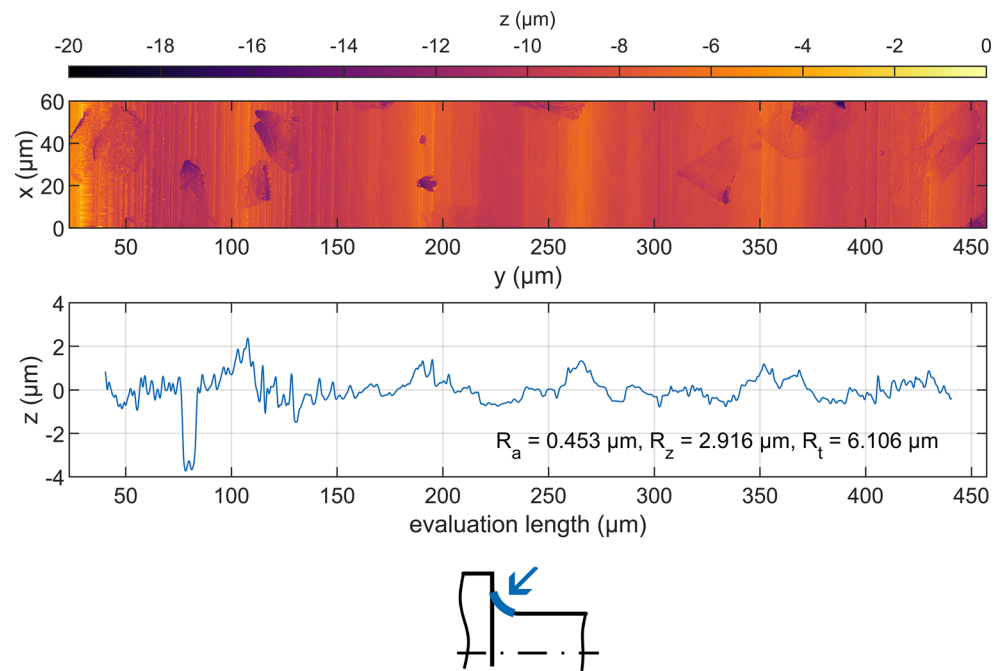 z (µm)
-20 -18 -16 -14 -12 -10 -8 -6 -4 -2 0
60
40
20
0
x (µm)
50 100 150 200 250 300 350 400 450
y (µm)
4
2
0
-2
-4
z (µm)
Ra = 0.453 µm, Rz = 2.916 µm, Rt = 6.106 µm
50 100 150 200 250 300 350 400 450
evaluation length (µm)